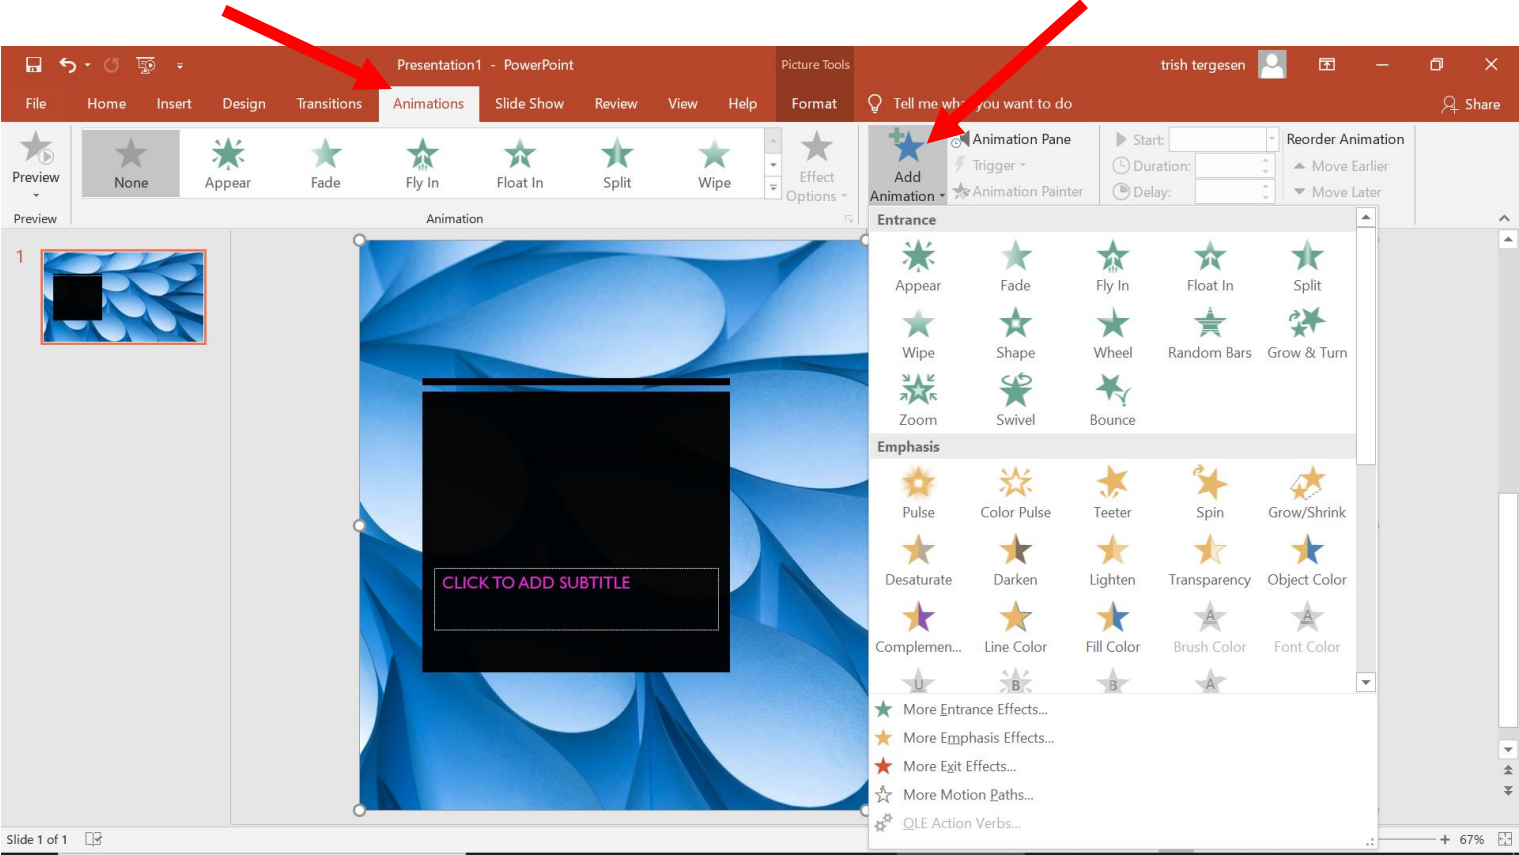 Presentation1 - PowerPoint
Picture Tools
trish tergesen
File Home Insert Design Transitions Animations Slide Show Review View Help Format Tell me what you want to do Share
Preview
None Appear Fade Fly In Float In Split Wipe
Effect Options
Add Animation
Animation Pane
Trigger
Animation Painter
Start:
Duration:
Delay:
Reorder Animation
Move Earlier
Move Later
Preview
Animation
Entrance
Appear Fade Fly In Float In Split
Wipe Shape Wheel Random Bars Grow & Turn
Zoom Swivel Bounce
Emphasis
Pulse Color Pulse Teeter Spin Grow/Shrink
Desaturate Darken Lighten Transparency Object Color
Complemen... Line Color Fill Color Brush Color Font Color
U B B A
More Entrance Effects...
More Emphasis Effects...
More Exit Effects...
More Motion Paths...
OLE Action Verbs...
1
CLICK TO ADD SUBTITLE
Slide 1 of 1
67%